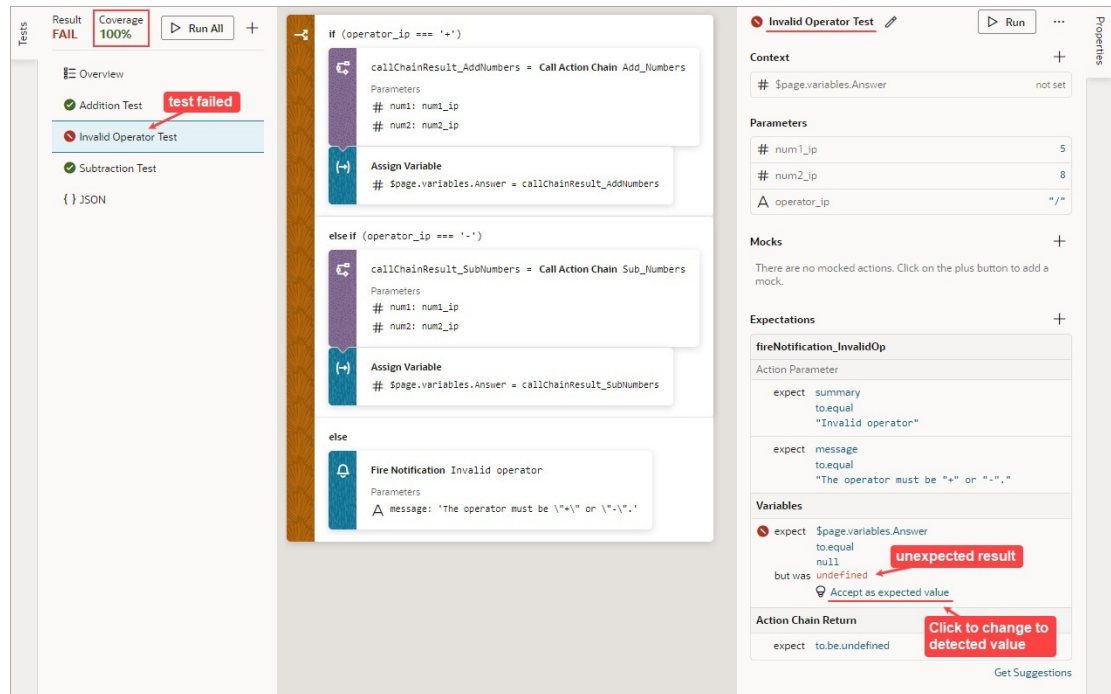 Tests
Result
FAIL
Coverage
100%
Run All
Overview
Addition Test
test failed
Invalid Operator Test
Subtraction Test
{ } JSON
if (operator_ip === '+')
callChainResult_AddNumbers = Call Action Chain Add_Numbers
Parameters
# num1: num1_ip
# num2: num2_ip
Assign Variable
# $page.variables.Answer = callChainResult_AddNumbers
else if (operator_ip === '-')
callChainResult_SubNumbers = Call Action Chain Sub_Numbers
Parameters
# num1: num1_ip
# num2: num2_ip
Assign Variable
# $page.variables.Answer = callChainResult_SubNumbers
else
Fire Notification Invalid operator
Parameters
A message: 'The operator must be \"+\" or \"-\".'
Invalid Operator Test
Run
...
Properties
Context
# $page.variables.Answer not set
Parameters
# num1_ip 5
# num2_ip 8
A operator_ip "/"
Mocks
There are no mocked actions. Click on the plus button to add a
mock.
Expectations
fireNotification_InvalidOp
Action Parameter
expect summary
to.equal
"Invalid operator"
expect message
to.equal
"The operator must be "+" or "-"."
Variables
expect $page.variables.Answer
to.equal
null
unexpected result
but was undefined
Accept as expected value
Action Chain Return
Click to change to
detected value
expect to.be.undefined
Get Suggestions